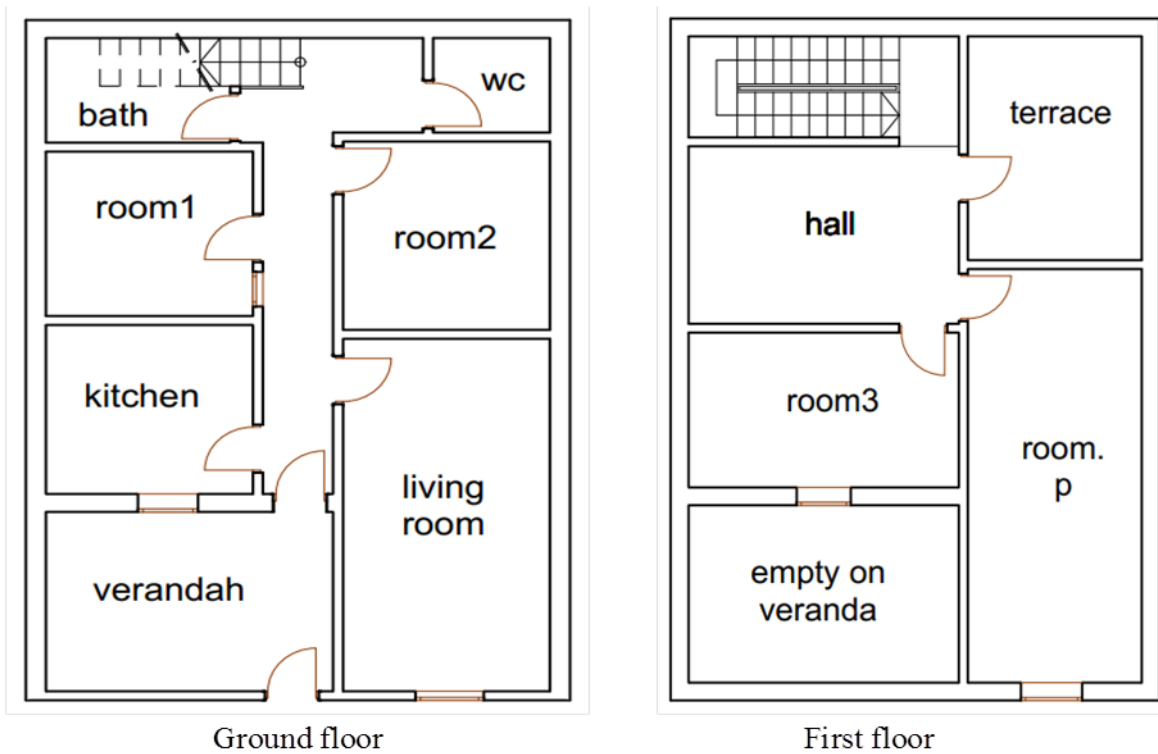 bath
wc
room1
room2
kitchen
living
room
verandah
Ground floor
terrace
hall
room3
room.
p
empty on
veranda
First floor